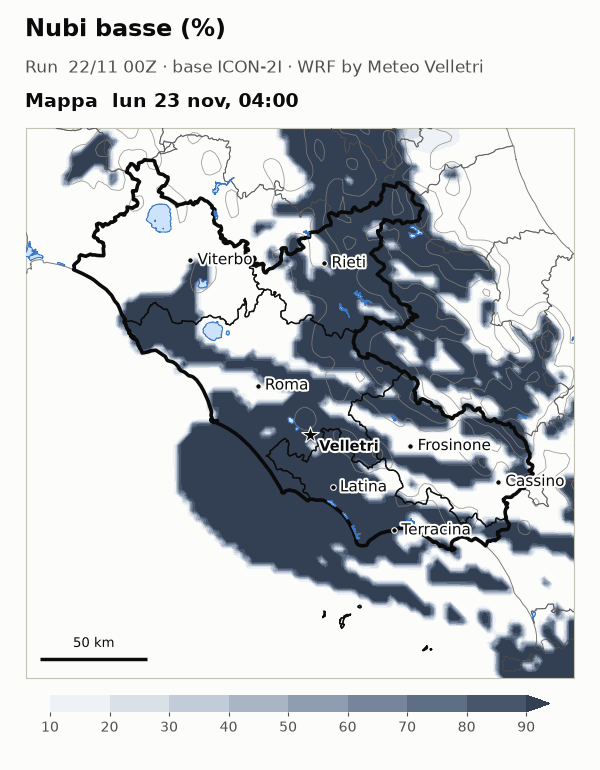 Nubi basse (%)
Run  22/11 00Z · base ICON-2I · WRF by Meteo Velletri
Mappa  lun 23 nov, 04:00
Viterbo
Rieti
Roma
Velletri
Frosinone
Cassino
Latina
Terracina
50 km
10 20 30 40 50 60 70 80 90